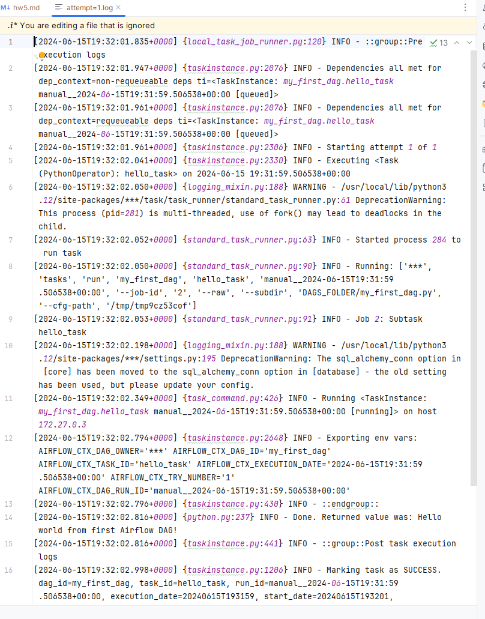 hw5.md
attempt=1.log ×
.i* You are editing a file that is ignored
1 [2024-06-15T19:32:01.835+0000] {local_task_job_runner.py:120} INFO - ::group::Pre
execution logs
13
2 [2024-06-15T19:32:01.947+0000] {taskinstance.py:2076} INFO - Dependencies all met for
dep_context=non-requeueable deps ti=<TaskInstance: my_first_dag.hello_task
manual__2024-06-15T19:31:59.506538+00:00 [queued]>
3 [2024-06-15T19:32:01.961+0000] {taskinstance.py:2076} INFO - Dependencies all met for
dep_context=requeueable deps ti=<TaskInstance: my_first_dag.hello_task
manual__2024-06-15T19:31:59.506538+00:00 [queued]>
4 [2024-06-15T19:32:01.961+0000] {taskinstance.py:2306} INFO - Starting attempt 1 of 1
5 [2024-06-15T19:32:02.041+0000] {taskinstance.py:2330} INFO - Executing <Task
(PythonOperator): hello_task> on 2024-06-15 19:31:59.506538+00:00
6 [2024-06-15T19:32:02.050+0000] {logging_mixin.py:188} WARNING - /usr/local/lib/python3
.12/site-packages/***/task/task_runner/standard_task_runner.py:61 DeprecationWarning:
This process (pid=281) is multi-threaded, use of fork() may lead to deadlocks in the
child.
7 [2024-06-15T19:32:02.052+0000] {standard_task_runner.py:63} INFO - Started process 284 to
run task
8 [2024-06-15T19:32:02.050+0000] {standard_task_runner.py:90} INFO - Running: ['***',
'tasks', 'run', 'my_first_dag', 'hello_task', 'manual__2024-06-15T19:31:59
.506538+00:00', '--job-id', '2', '--raw', '--subdir', 'DAGS_FOLDER/my_first_dag.py',
'--cfg-path', '/tmp/tmp9cz53cof']
9 [2024-06-15T19:32:02.053+0000] {standard_task_runner.py:91} INFO - Job 2: Subtask
hello_task
10 [2024-06-15T19:32:02.198+0000] {logging_mixin.py:188} WARNING - /usr/local/lib/python3
.12/site-packages/***/settings.py:195 DeprecationWarning: The sql_alchemy_conn option in
[core] has been moved to the sql_alchemy_conn option in [database] - the old setting
has been used, but please update your config.
11 [2024-06-15T19:32:02.349+0000] {task_command.py:426} INFO - Running <TaskInstance:
my_first_dag.hello_task manual__2024-06-15T19:31:59.506538+00:00 [running]> on host
172.27.0.3
12 [2024-06-15T19:32:02.794+0000] {taskinstance.py:2648} INFO - Exporting env vars:
AIRFLOW_CTX_DAG_OWNER='***' AIRFLOW_CTX_DAG_ID='my_first_dag'
AIRFLOW_CTX_TASK_ID='hello_task' AIRFLOW_CTX_EXECUTION_DATE='2024-06-15T19:31:59
.506538+00:00' AIRFLOW_CTX_TRY_NUMBER='1'
AIRFLOW_CTX_DAG_RUN_ID='manual__2024-06-15T19:31:59.506538+00:00'
13 [2024-06-15T19:32:02.796+0000] {taskinstance.py:430} INFO - ::endgroup::
14 [2024-06-15T19:32:02.816+0000] {python.py:237} INFO - Done. Returned value was: Hello
world from first Airflow DAG!
15 [2024-06-15T19:32:02.816+0000] {taskinstance.py:441} INFO - ::group::Post task execution
logs
16 [2024-06-15T19:32:02.998+0000] {taskinstance.py:1206} INFO - Marking task as SUCCESS.
dag_id=my_first_dag, task_id=hello_task, run_id=manual__2024-06-15T19:31:59
.506538+00:00, execution_date=20240615T193159, start_date=20240615T193201,